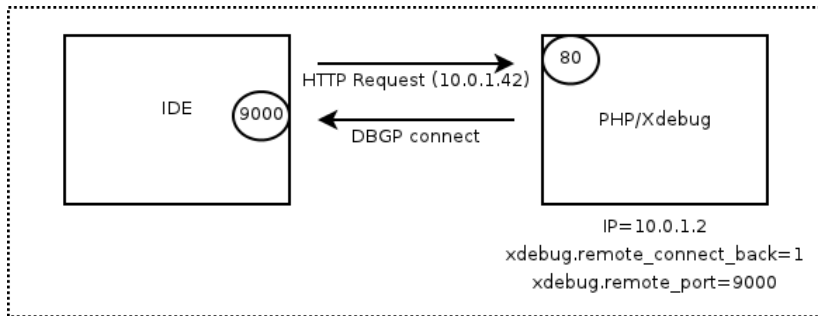 80
HTTP Request (10.0.1.42)
IDE
9000
PHP/Xdebug
DBGP connect
IP=10.0.1.2
xdebug.remote_connect_back=1
xdebug.remote_port=9000